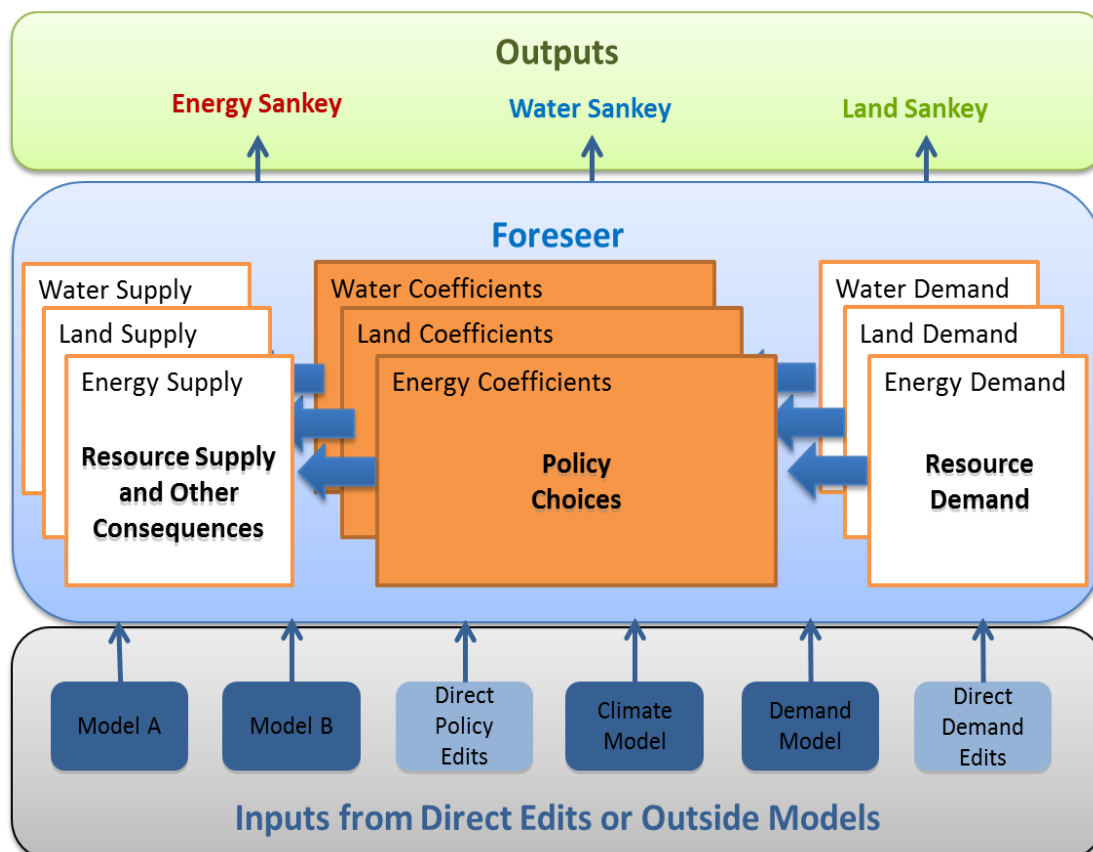 Outputs
Energy Sankey
Water Sankey
Land Sankey
Foreseer
Water Supply
Land Supply
Energy Supply
Resource Supply
and Other
Consequences
Water Coefficients
Land Coefficients
Energy Coefficients
Policy
Choices
Water Demand
Land Demand
Energy Demand
Resource
Demand
Model A
Model B
Direct
Policy
Edits
Climate
Model
Demand
Model
Direct
Demand
Edits
Inputs from Direct Edits or Outside Models